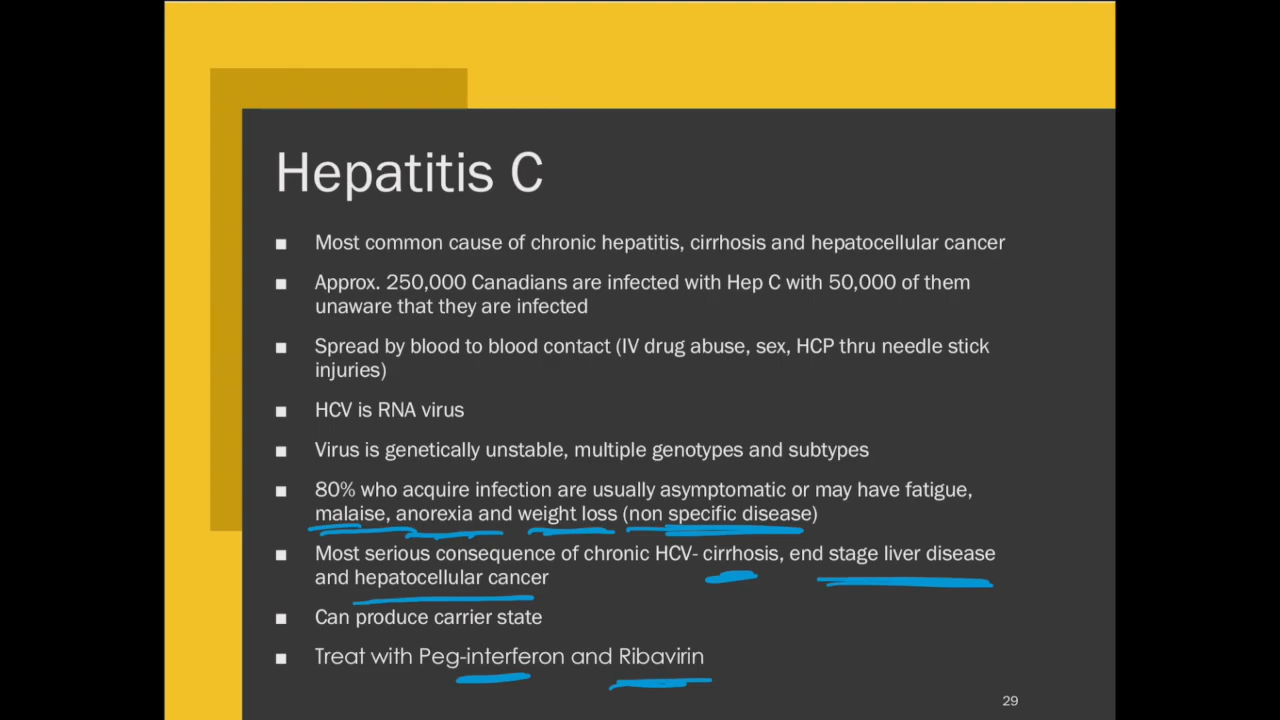 Hepatitis C
■ Most common cause of chronic hepatitis, cirrhosis and hepatocellular cancer
■ Approx. 250,000 Canadians are infected with Hep C with 50,000 of them
unaware that they are infected
■ Spread by blood to blood contact (IV drug abuse, sex, HCP thru needle stick
injuries)
■ HCV is RNA virus
■ Virus is genetically unstable, multiple genotypes and subtypes
■ 80% who acquire infection are usually asymptomatic or may have fatigue,
malaise, anorexia and weight loss (non specific disease)
■ Most serious consequence of chronic HCV- cirrhosis, end stage liver disease
and hepatocellular cancer
■ Can produce carrier state
■ Treat with Peg-interferon and Ribavirin
29